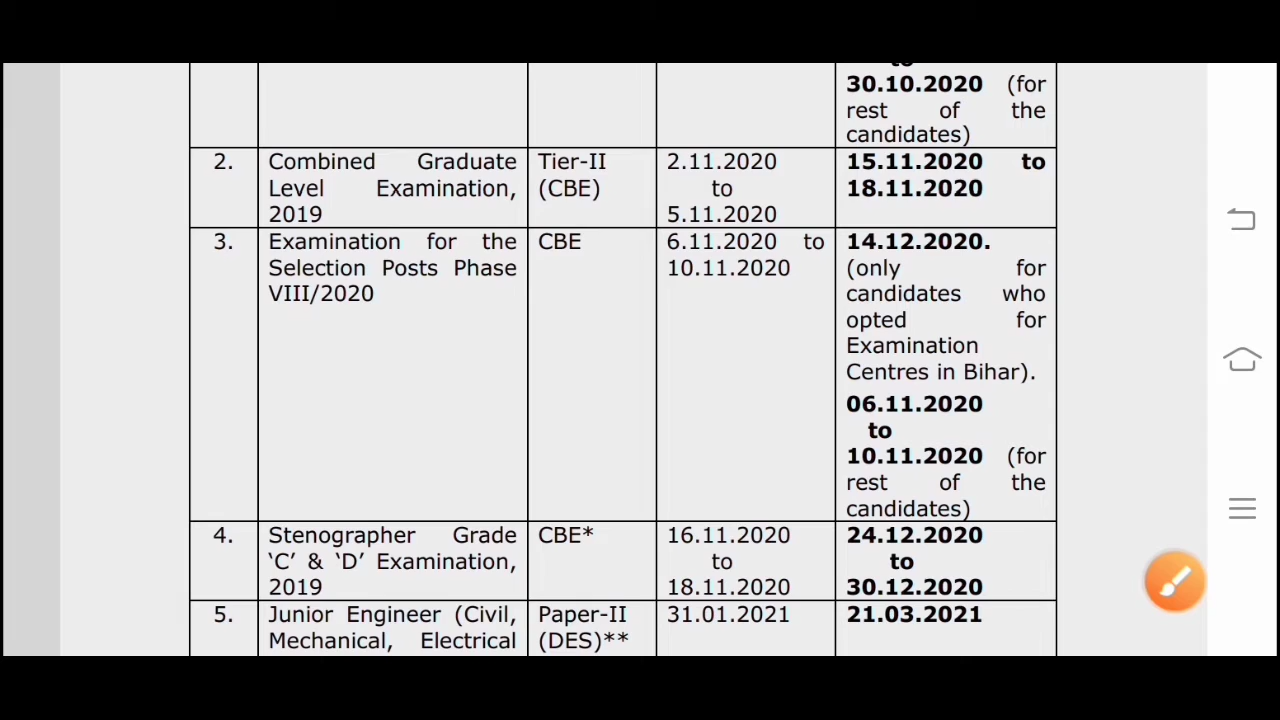 to
30.10.2020 (for
rest of the
candidates)
2. Combined Graduate Tier-II 2.11.2020 15.11.2020 to
Level Examination, (CBE) to 18.11.2020
2019 5.11.2020
3. Examination for the CBE 6.11.2020 to 14.12.2020.
Selection Posts Phase 10.11.2020 (only for
VIII/2020 candidates who
opted for
Examination
Centres in Bihar).
06.11.2020
to
10.11.2020 (for
rest of the
candidates)
4. Stenographer Grade CBE* 16.11.2020 24.12.2020
‘C’ & ‘D’ Examination, to to
2019 18.11.2020 30.12.2020
5. Junior Engineer (Civil, Paper-II 31.01.2021 21.03.2021
Mechanical, Electrical (DES)**